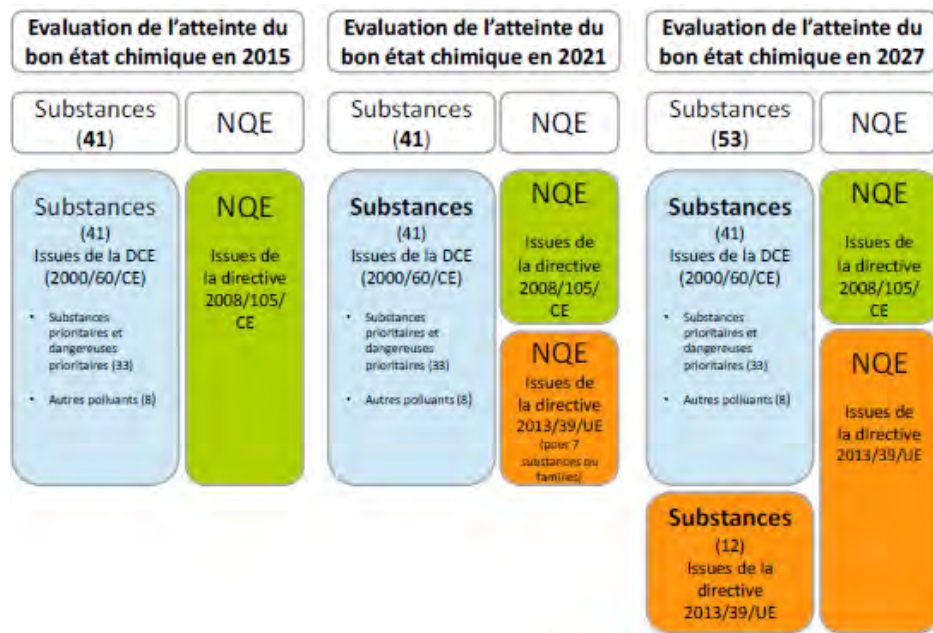 Evaluation de l’atteinte du
bon état chimique en 2015
Substances
(41)
NQE
Substances
(41)
Issues de la DCE
(2000/60/CE)
• Substances
prioritaires et
dangereuses
prioritaires (33)
• Autres polluants (8)
NQE
Issues de
la directive
2008/105/
CE
Evaluation de l’atteinte du
bon état chimique en 2021
Substances
(41)
NQE
Substances
(41)
Issues de la DCE
(2000/60/CE)
• Substances
prioritaires et
dangereuses
prioritaires (33)
• Autres polluants (8)
NQE
Issues de
la directive
2008/105/
CE
NQE
Issues de
la directive
2013/39/UE
(pour 7
substances ou
familles)
Evaluation de l’atteinte du
bon état chimique en 2027
Substances
(53)
NQE
Substances
(41)
Issues de la DCE
(2000/60/CE)
• Substances
prioritaires et
dangereuses
prioritaires (33)
• Autres polluants (8)
NQE
Issues de
la directive
2008/105/
CE
NQE
Issues de
la directive
2013/39/UE
Substances
(12)
Issues de la
directive
2013/39/UE